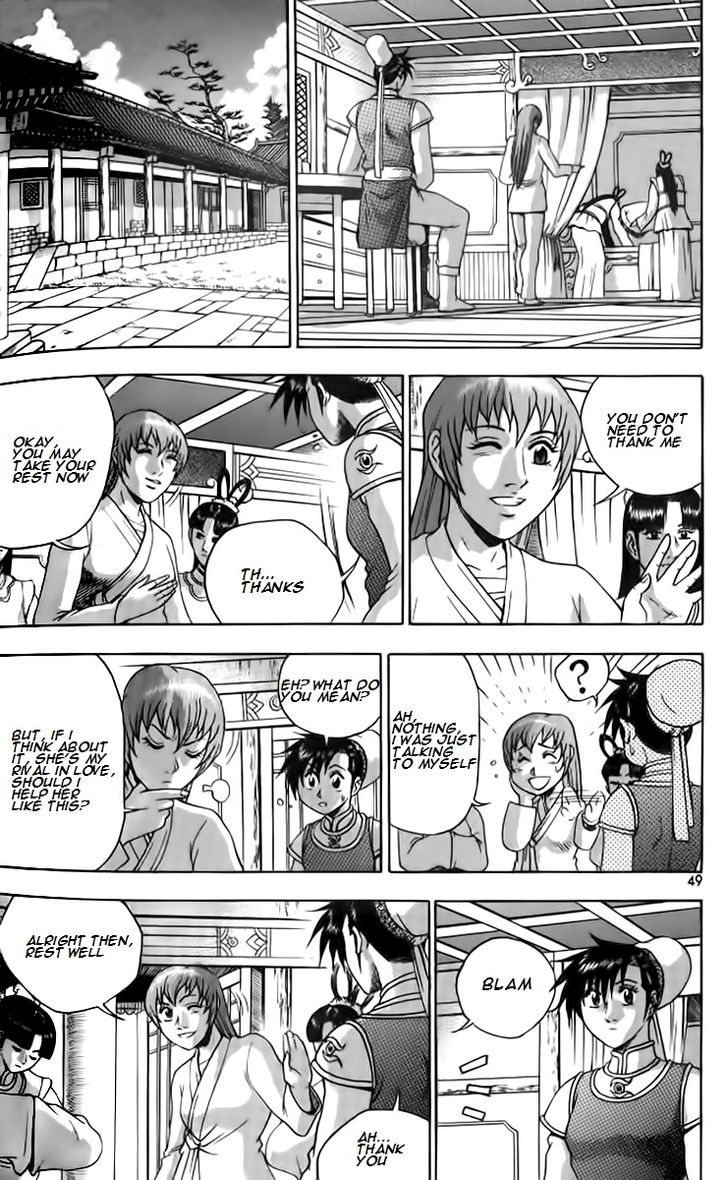 OKAY,
YOU MAY
TAKE YOUR
REST NOW
TH...
THANKS
YOU DON'T
NEED TO
THANK ME
BUT, IF I
THINK ABOUT
IT, SHE'S MY
RIVAL IN LOVE,
SHOULD I
HELP HER
LIKE THIS?
EH? WHAT DO
YOU MEAN?
AH,
NOTHING,
I WAS JUST
TALKING
TO MYSELF
?
49
ALRIGHT THEN,
REST WELL
AH...
THANK
YOU
BLAM